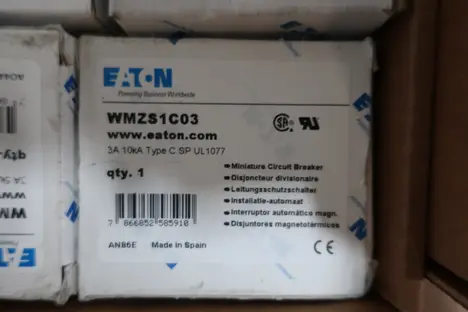 EATON
Powering Business Worldwide
WMZS1C03
www.eaton.com
3A 10kA Type C SP UL1077
qty. 1
Miniature Circuit Breaker
Disjoncteur divisionaire
Leitungsschutzschalter
Installatie-automaat
Interruptor automático magn.
Disjuntores magnetotérmicos
7 866852 585910
AN86E Made in Spain
CE